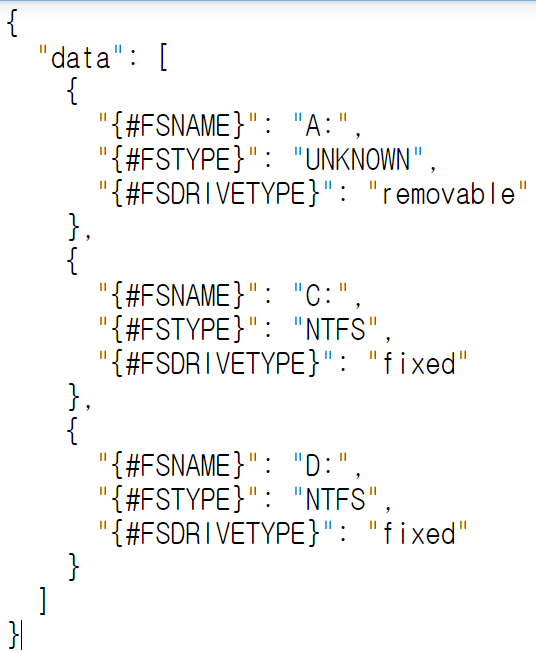 {
  "data": [
    {
      "{#FSNAME}": "A:",
      "{#FSTYPE}": "UNKNOWN",
      "{#FSDRIVETYPE}": "removable"
    },
    {
      "{#FSNAME}": "C:",
      "{#FSTYPE}": "NTFS",
      "{#FSDRIVETYPE}": "fixed"
    },
    {
      "{#FSNAME}": "D:",
      "{#FSTYPE}": "NTFS",
      "{#FSDRIVETYPE}": "fixed"
    }
  ]
}